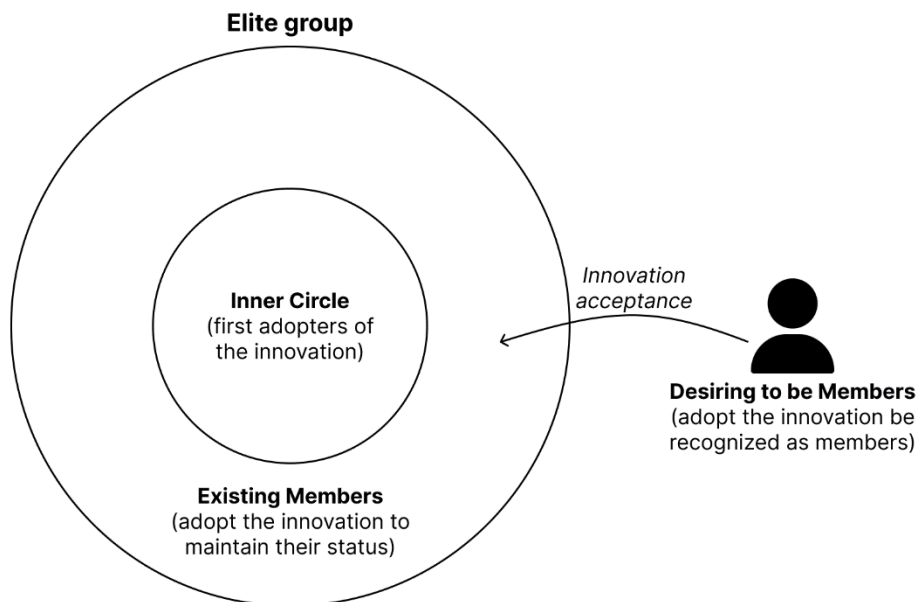 Elite group
Inner Circle
(first adopters of
the innovation)
Existing Members
(adopt the innovation to
maintain their status)
Innovation
acceptance
Desiring to be Members
(adopt the innovation be
recognized as members)